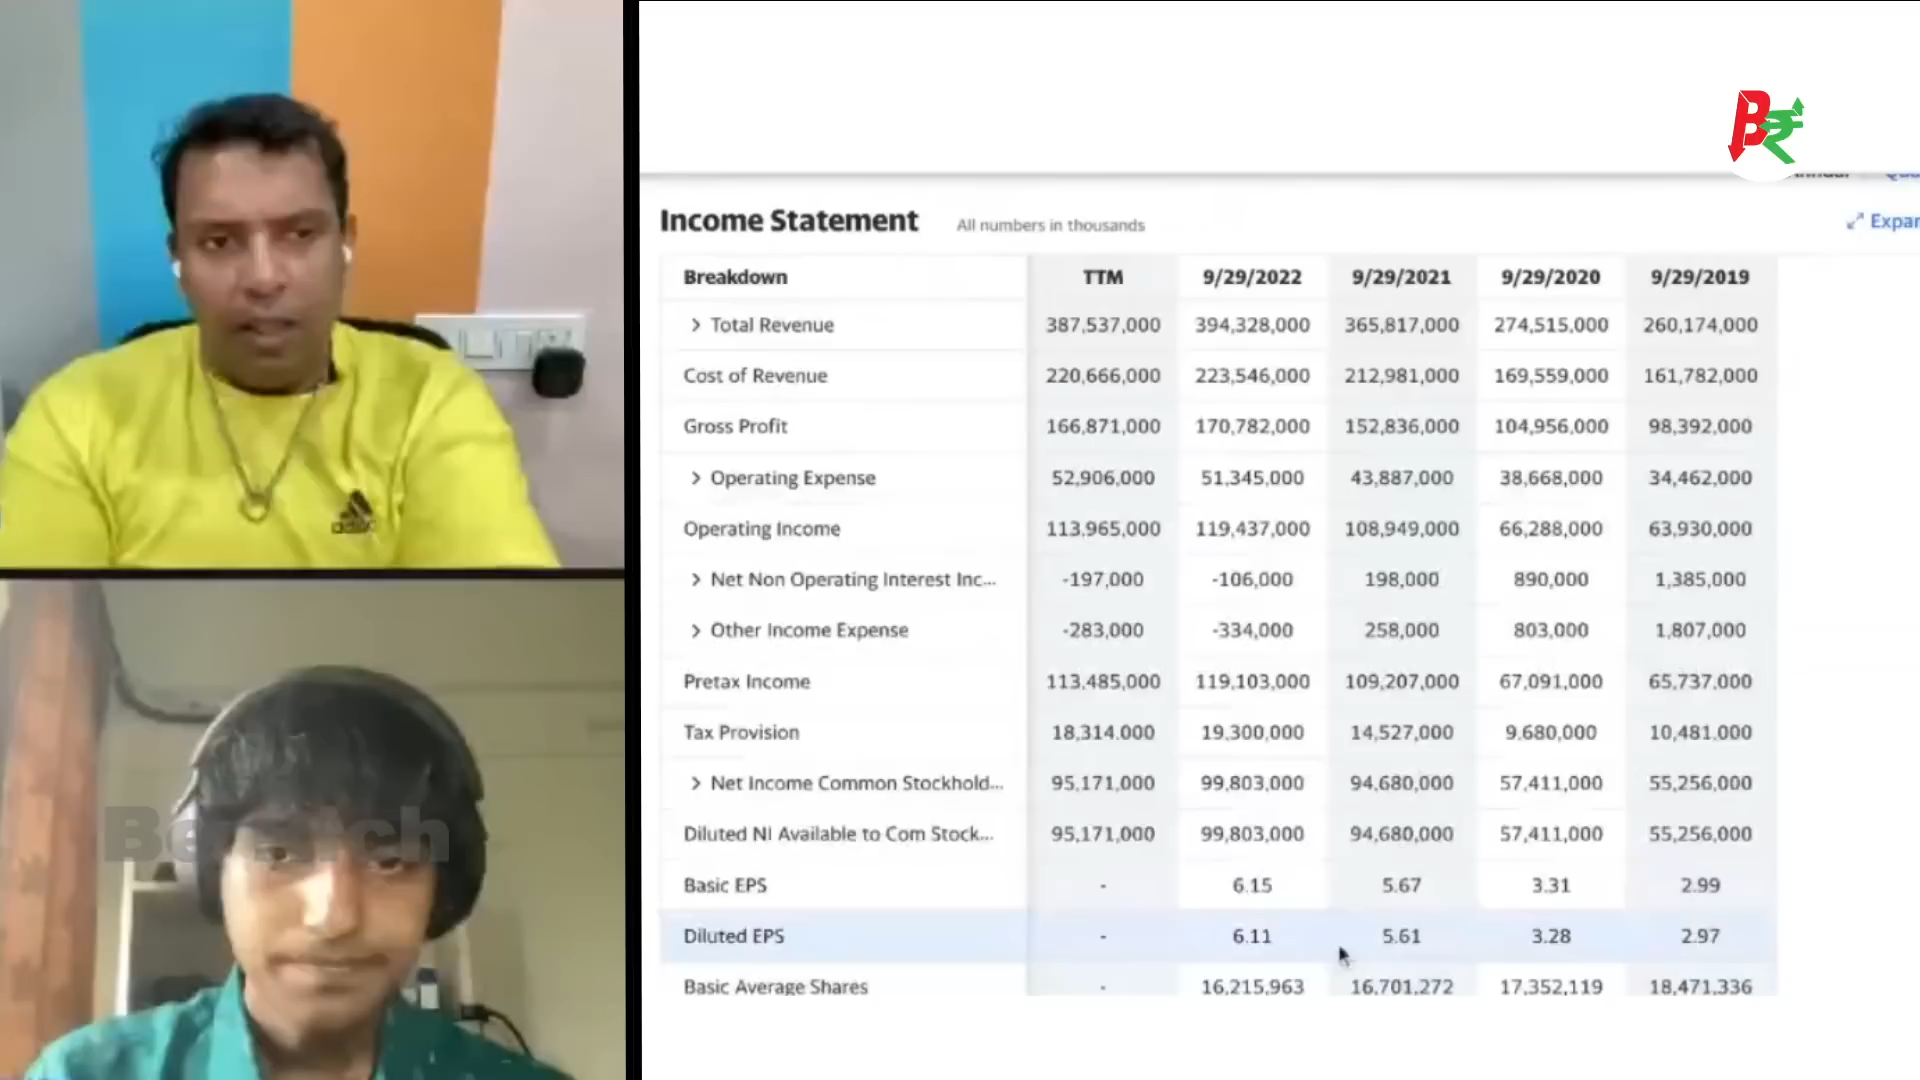 Income Statement All numbers in thousands
Expan
Breakdown TTM 9/29/2022 9/29/2021 9/29/2020 9/29/2019
Total Revenue 387,537,000 394,328,000 365,817,000 274,515,000 260,174,000
Cost of Revenue 220,666,000 223,546,000 212,981,000 169,559,000 161,782,000
Gross Profit 166,871,000 170,782,000 152,836,000 104,956,000 98,392,000
Operating Expense 52,906,000 51,345,000 43,887,000 38,668,000 34,462,000
Operating Income 113,965,000 119,437,000 108,949,000 66,288,000 63,930,000
Net Non Operating Interest Inc... -197,000 -106,000 198,000 890,000 1,385,000
Other Income Expense -283,000 -334,000 258,000 803,000 1,807,000
Pretax Income 113,485,000 119,103,000 109,207,000 67,091,000 65,737,000
Tax Provision 18,314.000 19,300,000 14,527,000 9.680,000 10,481.000
Net Income Common Stockhold... 95,171,000 99,803,000 94,680,000 57,411,000 55,256,000
Diluted NI Available to Com Stock... 95,171,000 99,803,000 94,680,000 57,411,000 55,256,000
Basic EPS - 6.15 5.67 3.31 2.99
Diluted EPS - 6.11 5.61 3.28 2.97
Basic Average Shares - 16,215,963 16,701,272 17,352,119 18,471,336